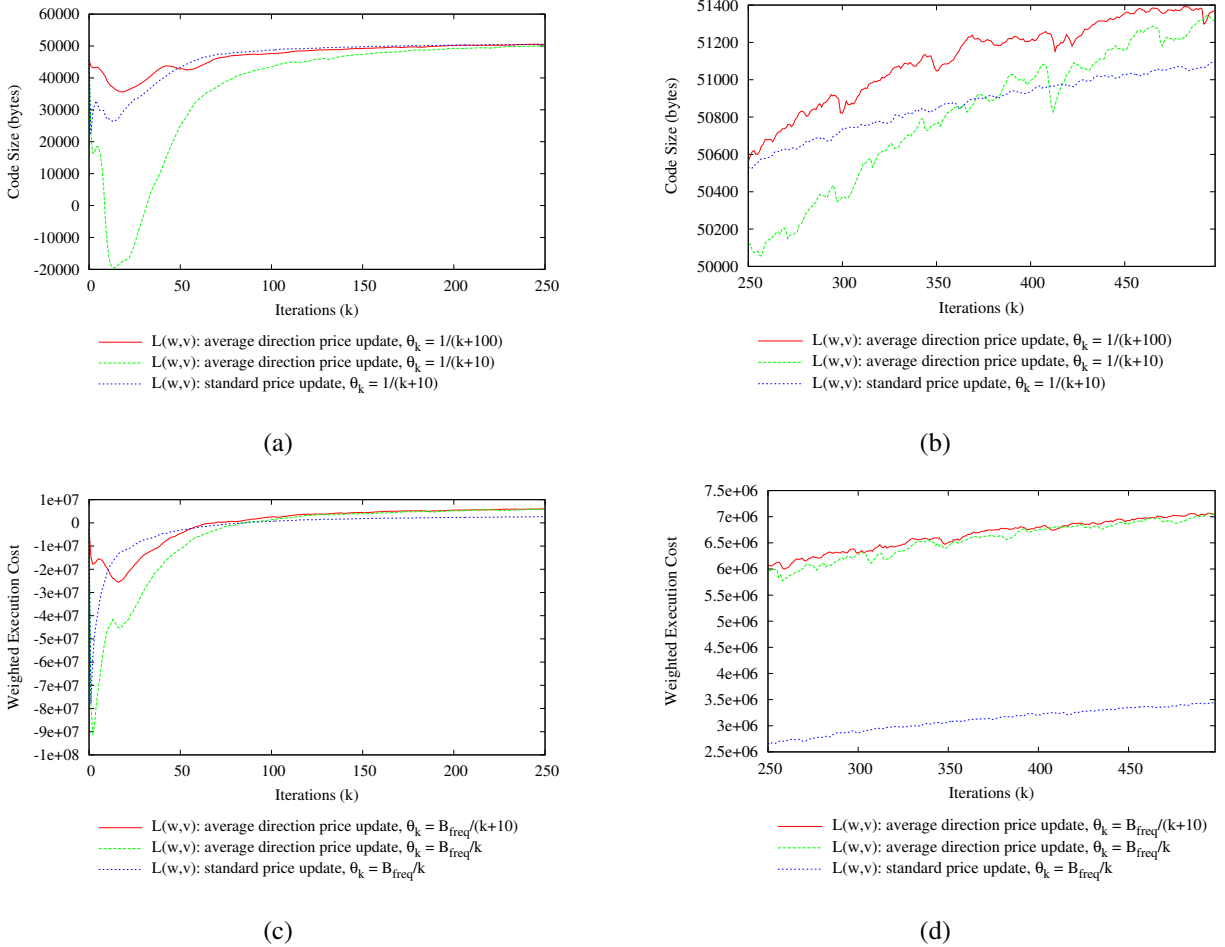 60000
50000
40000
30000
20000
10000
0
-10000
-20000
Code Size (bytes)
0 50 100 150 200 250
Iterations (k)
L(w,v): average direction price update, θk = 1/(k+100)
L(w,v): average direction price update, θk = 1/(k+10)
L(w,v): standard price update, θk = 1/(k+10)
(a)
51400
51200
51000
50800
50600
50400
50200
50000
Code Size (bytes)
250 300 350 400 450
Iterations (k)
L(w,v): average direction price update, θk = 1/(k+100)
L(w,v): average direction price update, θk = 1/(k+10)
L(w,v): standard price update, θk = 1/(k+10)
(b)
1e+07
0
-1e+07
-2e+07
-3e+07
-4e+07
-5e+07
-6e+07
-7e+07
-8e+07
-9e+07
-1e+08
Weighted Execution Cost
0 50 100 150 200 250
Iterations (k)
L(w,v): average direction price update, θk = Bfreq/(k+10)
L(w,v): average direction price update, θk = Bfreq/k
L(w,v): standard price update, θk = Bfreq/k
(c)
7.5e+06
7e+06
6.5e+06
6e+06
5.5e+06
5e+06
4.5e+06
4e+06
3.5e+06
3e+06
2.5e+06
Weighted Execution Cost
250 300 350 400 450
Iterations (k)
L(w,v): average direction price update, θk = Bfreq/(k+10)
L(w,v): average direction price update, θk = Bfreq/k
L(w,v): standard price update, θk = Bfreq/k
(d)